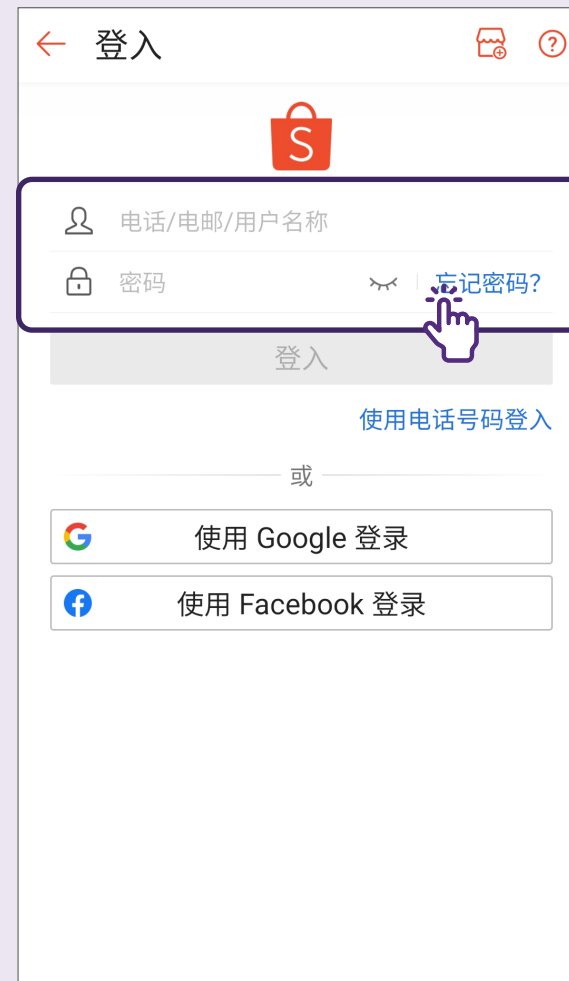 登入
S
电话/电邮/用户名称
密码 忘记密码?
登入
使用电话号码登入
或
使用 Google 登录
使用 Facebook 登录